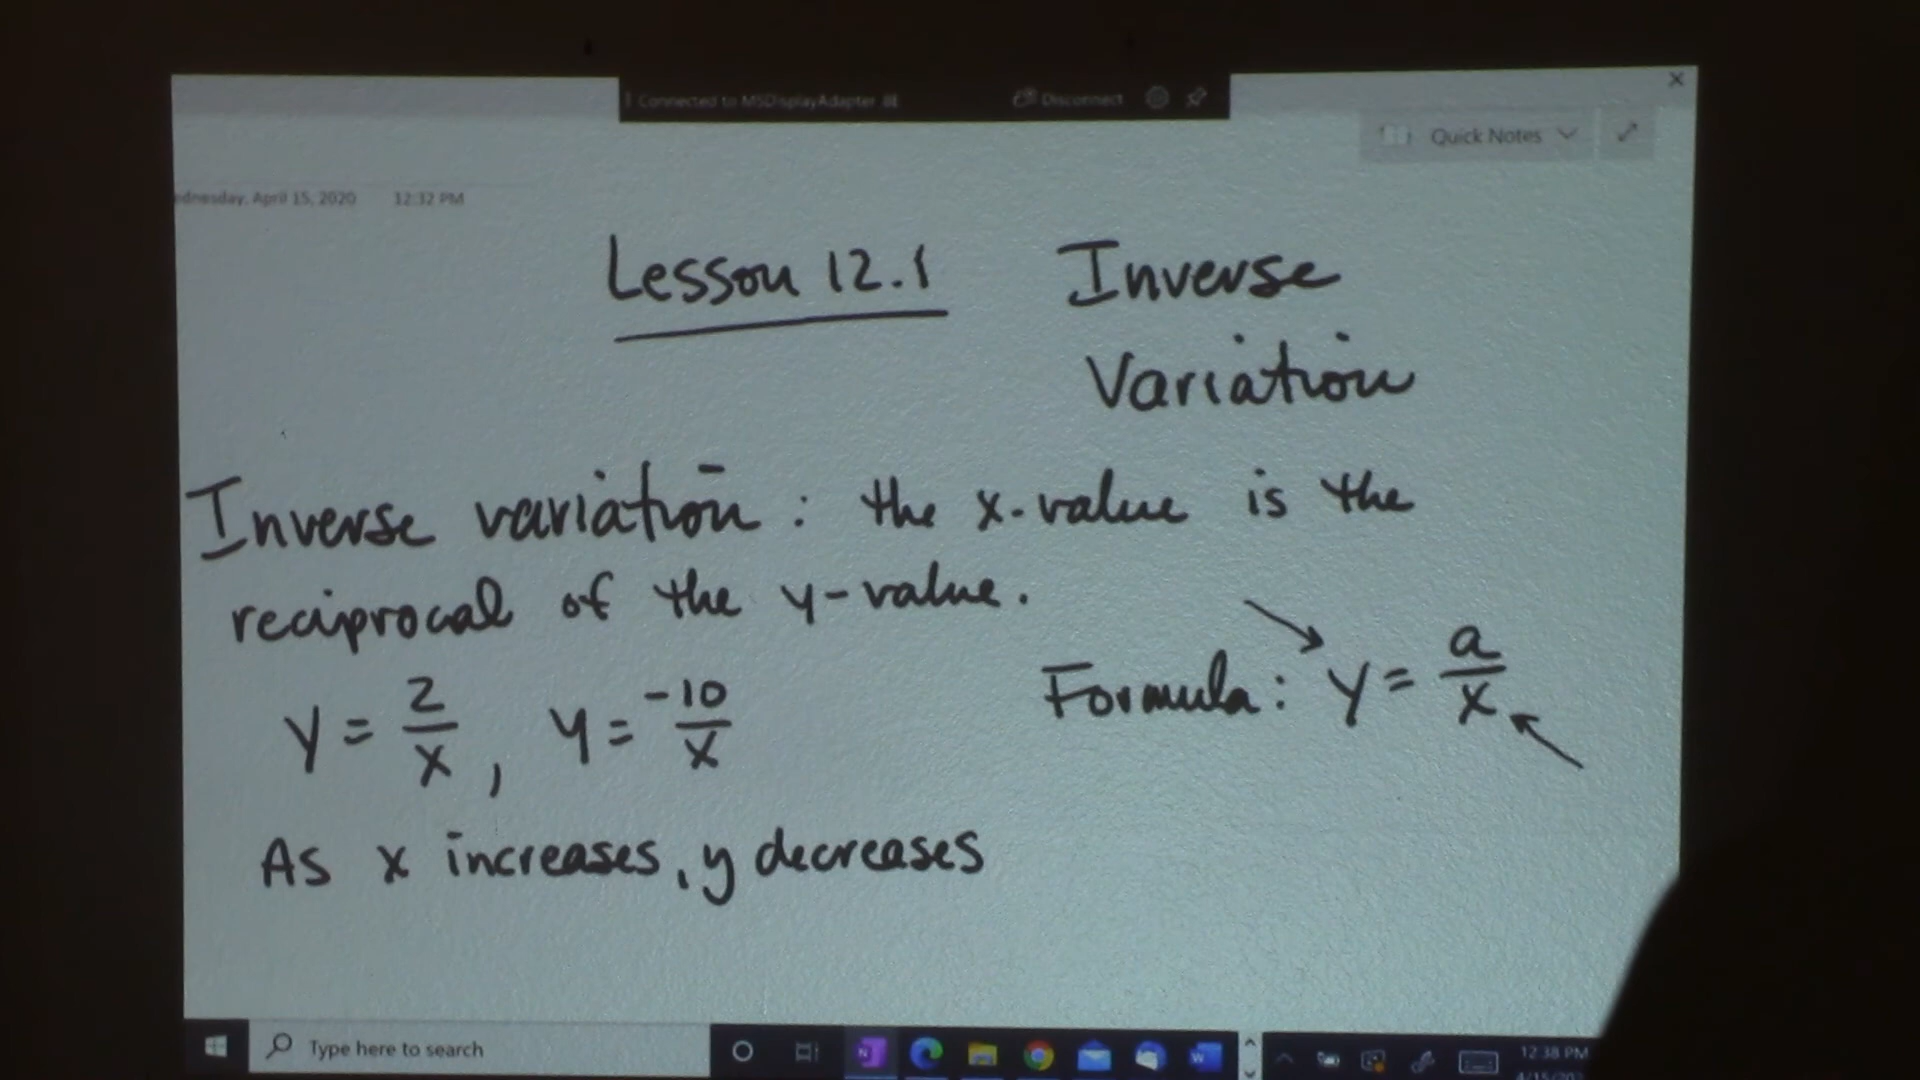 Connected to MSDisplayAdapter
Disconnect
Quick Notes
April 15, 2020 12:32 PM
Lesson 12.1 Inverse
Variation
Inverse variation : the x-value is the
reciprocal of the y-value.
Formula: y = a/x
y = 2/x , y = -10/x
As x increases, y decreases
Type here to search
12:38 PM